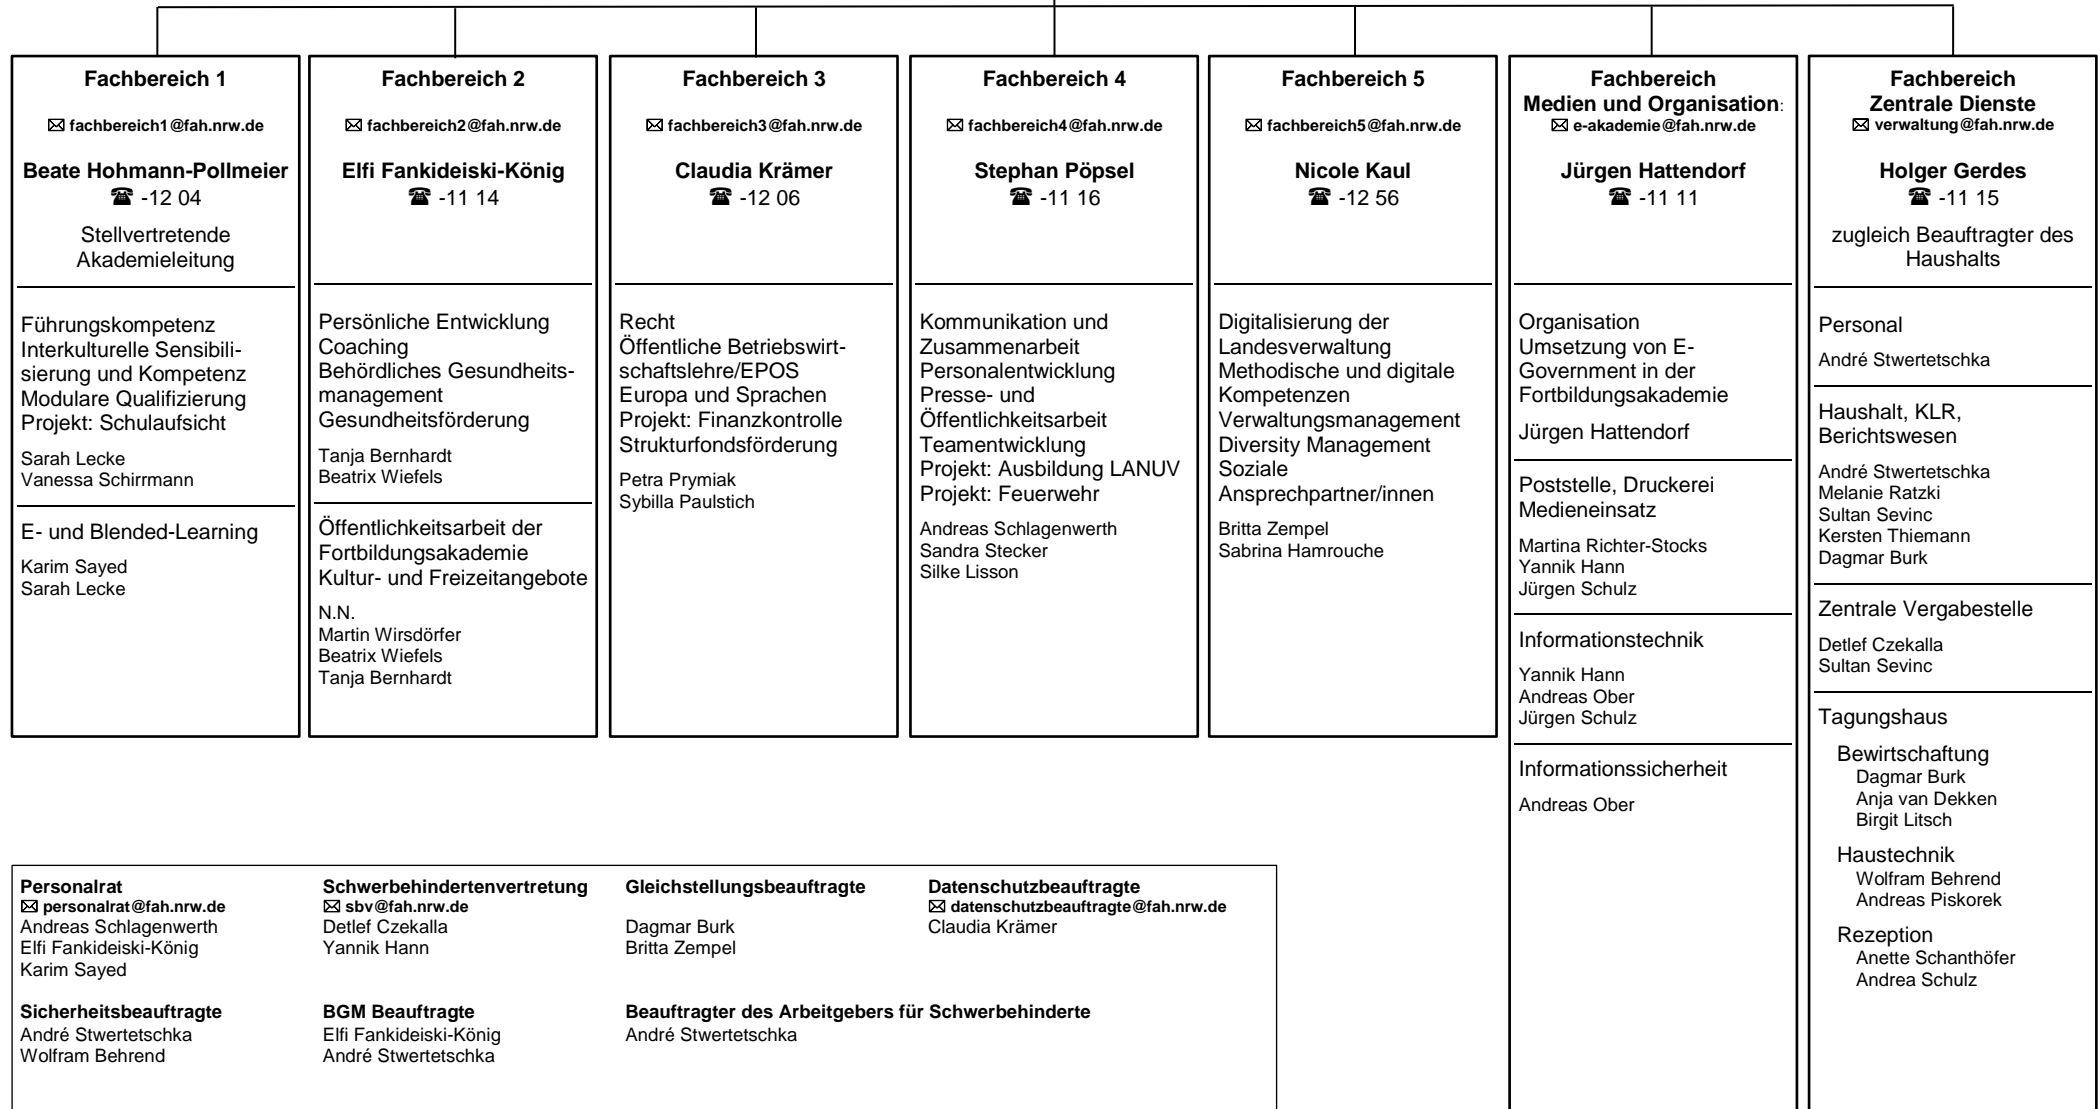 Fachbereich 1
✉ fachbereich1@fah.nrw.de
Beate Hohmann-Pollmeier
☎ -12 04
Stellvertretende
Akademieleitung
Führungskompetenz
Interkulturelle Sensibili-
sierung und Kompetenz
Modulare Qualifizierung
Projekt: Schulaufsicht
Sarah Lecke
Vanessa Schirrmann
E- und Blended-Learning
Karim Sayed
Sarah Lecke
Fachbereich 2
✉ fachbereich2@fah.nrw.de
Elfi Fankideiski-König
☎ -11 14
Persönliche Entwicklung
Coaching
Behördliches Gesundheits-
management
Gesundheitsförderung
Tanja Bernhardt
Beatrix Wiefels
Öffentlichkeitsarbeit der
Fortbildungsakademie
Kultur- und Freizeitangebote
N.N.
Martin Wirsdörfer
Beatrix Wiefels
Tanja Bernhardt
Fachbereich 3
✉ fachbereich3@fah.nrw.de
Claudia Krämer
☎ -12 06
Recht
Öffentliche Betriebswirt-
schaftslehre/EPOS
Europa und Sprachen
Projekt: Finanzkontrolle
Strukturfondsförderung
Petra Prymiak
Sybilla Paulstich
Fachbereich 4
✉ fachbereich4@fah.nrw.de
Stephan Pöpsel
☎ -11 16
Kommunikation und
Zusammenarbeit
Personalentwicklung
Presse- und
Öffentlichkeitsarbeit
Teamentwicklung
Projekt: Ausbildung LANUV
Projekt: Feuerwehr
Andreas Schlagenwerth
Sandra Stecker
Silke Lisson
Fachbereich 5
✉ fachbereich5@fah.nrw.de
Nicole Kaul
☎ -12 56
Digitalisierung der
Landesverwaltung
Methodische und digitale
Kompetenzen
Verwaltungsmanagement
Diversity Management
Soziale
Ansprechpartner/innen
Britta Zempel
Sabrina Hamrouche
Fachbereich
Medien und Organisation:
✉ e-akademie@fah.nrw.de
Jürgen Hattendorf
☎ -11 11
Organisation
Umsetzung von E-
Government in der
Fortbildungsakademie
Jürgen Hattendorf
Poststelle, Druckerei
Medieneinsatz
Martina Richter-Stocks
Yannik Hann
Jürgen Schulz
Informationstechnik
Yannik Hann
Andreas Ober
Jürgen Schulz
Informationssicherheit
Andreas Ober
Fachbereich
Zentrale Dienste
✉ verwaltung@fah.nrw.de
Holger Gerdes
☎ -11 15
zugleich Beauftragter des
Haushalts
Personal
André Stwertetschka
Haushalt, KLR,
Berichtswesen
André Stwertetschka
Melanie Ratzki
Sultan Sevinc
Kersten Thiemann
Dagmar Burk
Zentrale Vergabestelle
Detlef Czekalla
Sultan Sevinc
Tagungshaus
Bewirtschaftung
Dagmar Burk
Anja van Dekken
Birgit Litsch
Haustechnik
Wolfram Behrend
Andreas Piskorek
Rezeption
Anette Schanthöfer
Andrea Schulz
Personalrat
✉ personalrat@fah.nrw.de
Andreas Schlagenwerth
Elfi Fankideiski-König
Karim Sayed
Schwerbehindertenvertretung
✉ sbv@fah.nrw.de
Detlef Czekalla
Yannik Hann
Gleichstellungsbeauftragte
Dagmar Burk
Britta Zempel
Datenschutzbeauftragte
✉ datenschutzbeauftragte@fah.nrw.de
Claudia Krämer
Sicherheitsbeauftragte
André Stwertetschka
Wolfram Behrend
BGM Beauftragte
Elfi Fankideiski-König
André Stwertetschka
Beauftragter des Arbeitgebers für Schwerbehinderte
André Stwertetschka